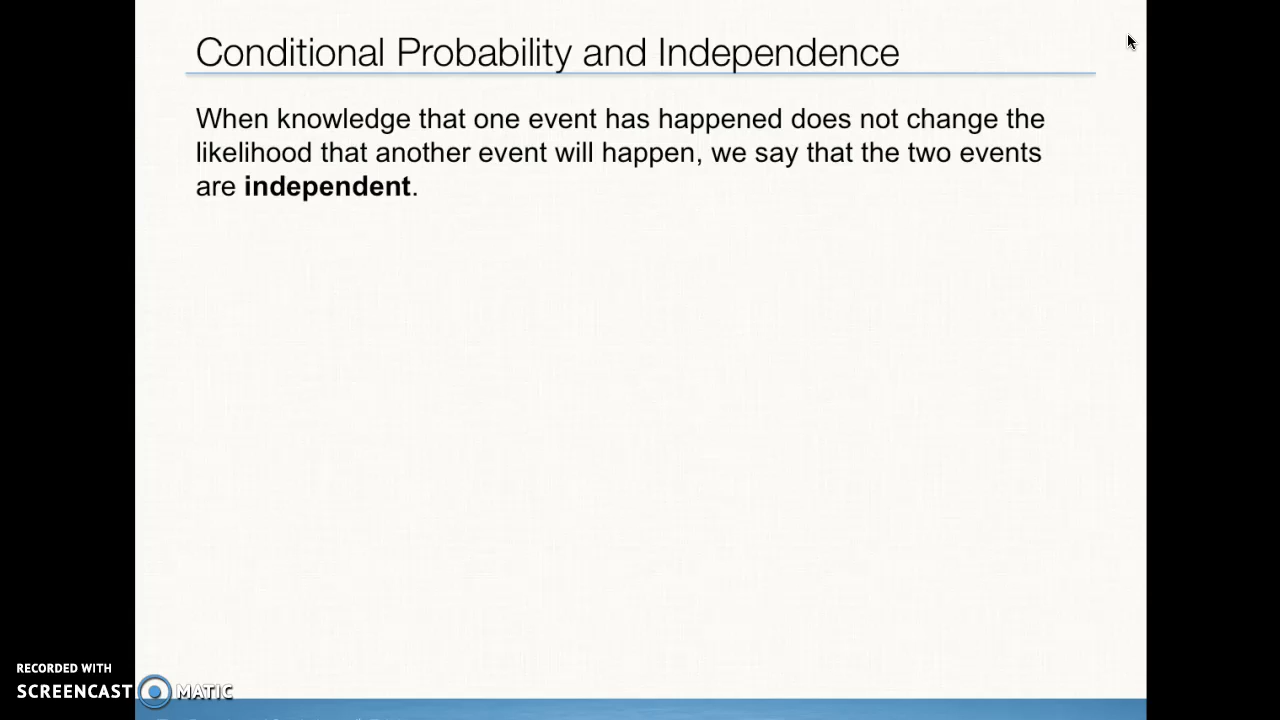 Conditional Probability and Independence
When knowledge that one event has happened does not change the
likelihood that another event will happen, we say that the two events
are independent.
RECORDED WITH
SCREENCAST MATIC